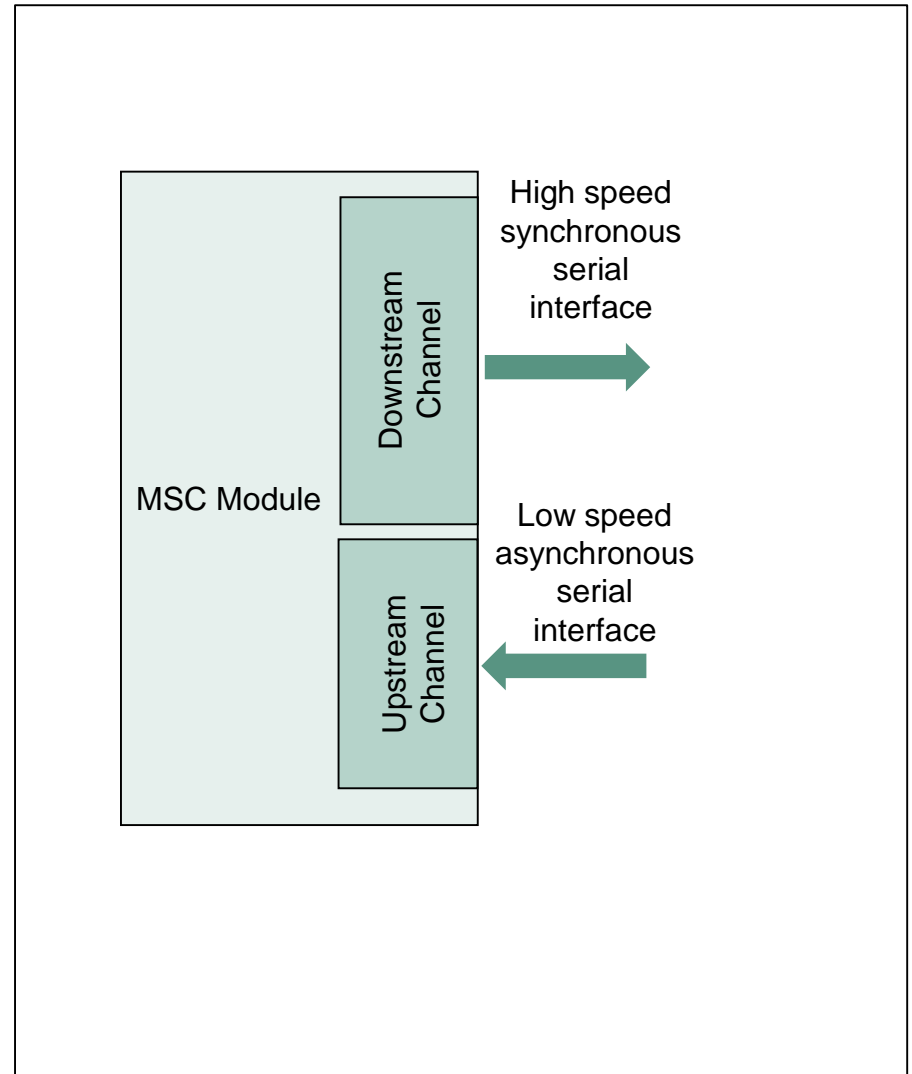 High speed
synchronous
serial
interface
Downstream
Channel
MSC Module
Low speed
asynchronous
serial
interface
Upstream
Channel